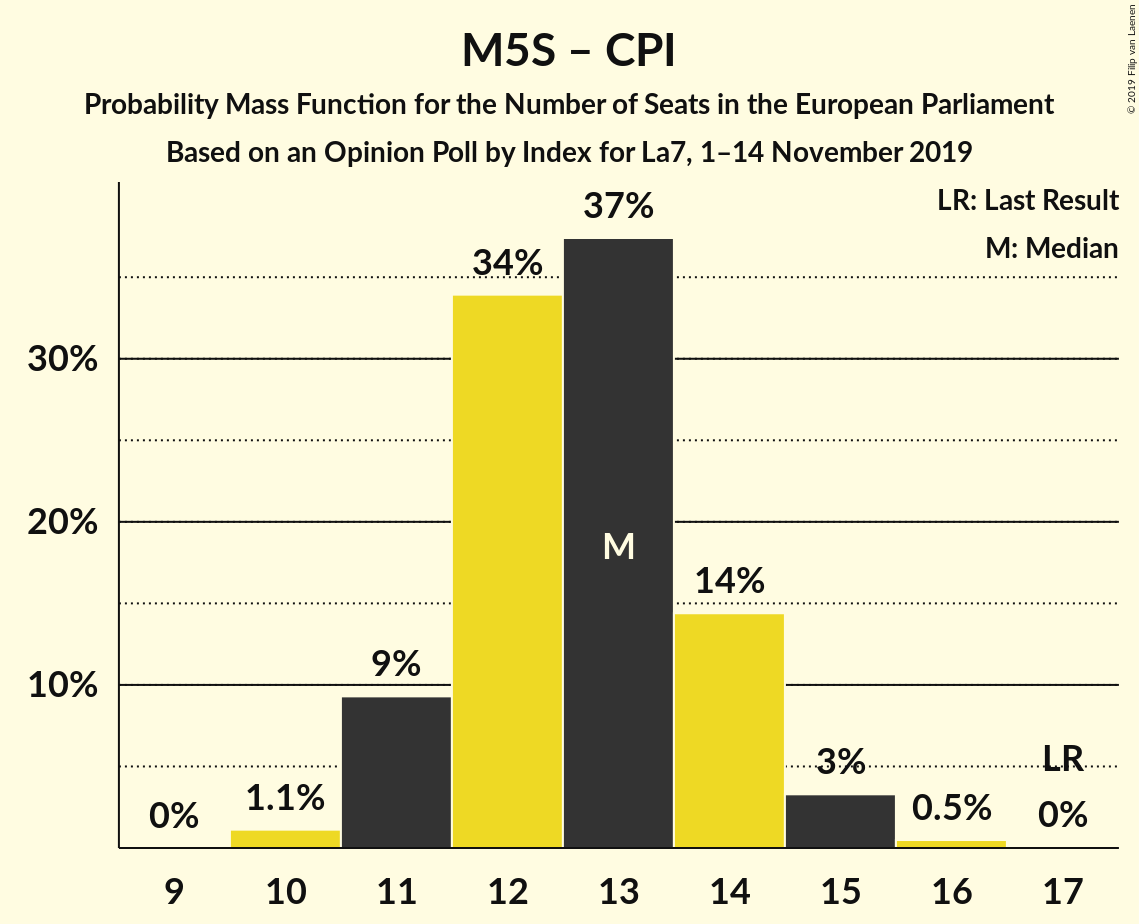 M5S – CPI
Probability Mass Function for the Number of Seats in the European Parliament
Based on an Opinion Poll by Index for La7, 1–14 November 2019
© 2019 Filip van Laenen
LR: Last Result
M: Median
37%
34%
30%
20%
M
14%
9%
10%
3%
LR
1.1%
0.5%
0%
0%
9 10 11 12 13 14 15 16 17